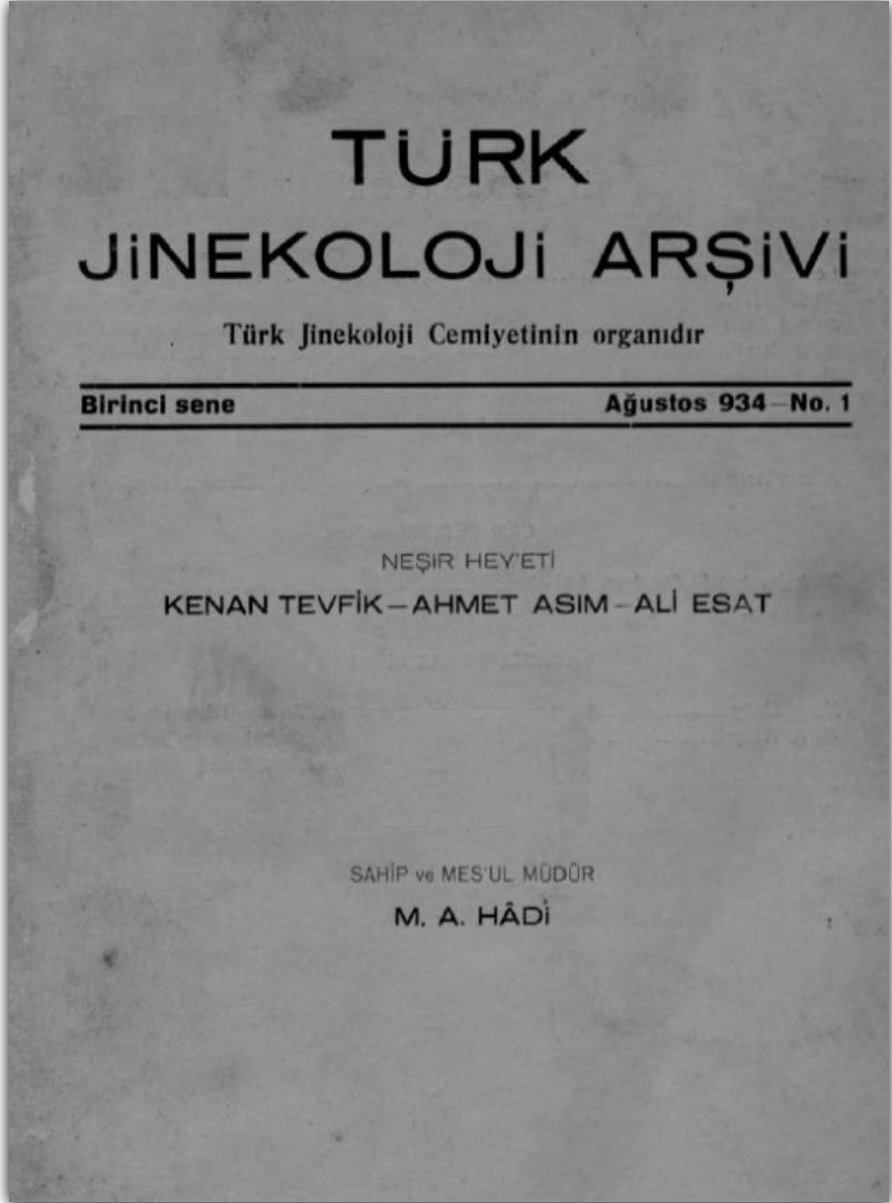 TÜRK
JiNEKOLOJi ARŞiVi
Türk Jinekoloji Cemiyetinin organıdır
Birinci sene Ağustos 934 — No. 1
NEŞiR HEY'ETİ
KENAN TEVFİK — AHMET ASIM — ALİ ESAT
SAHİP ve MES'UL MÜDÜR
M. A. HÂDİ